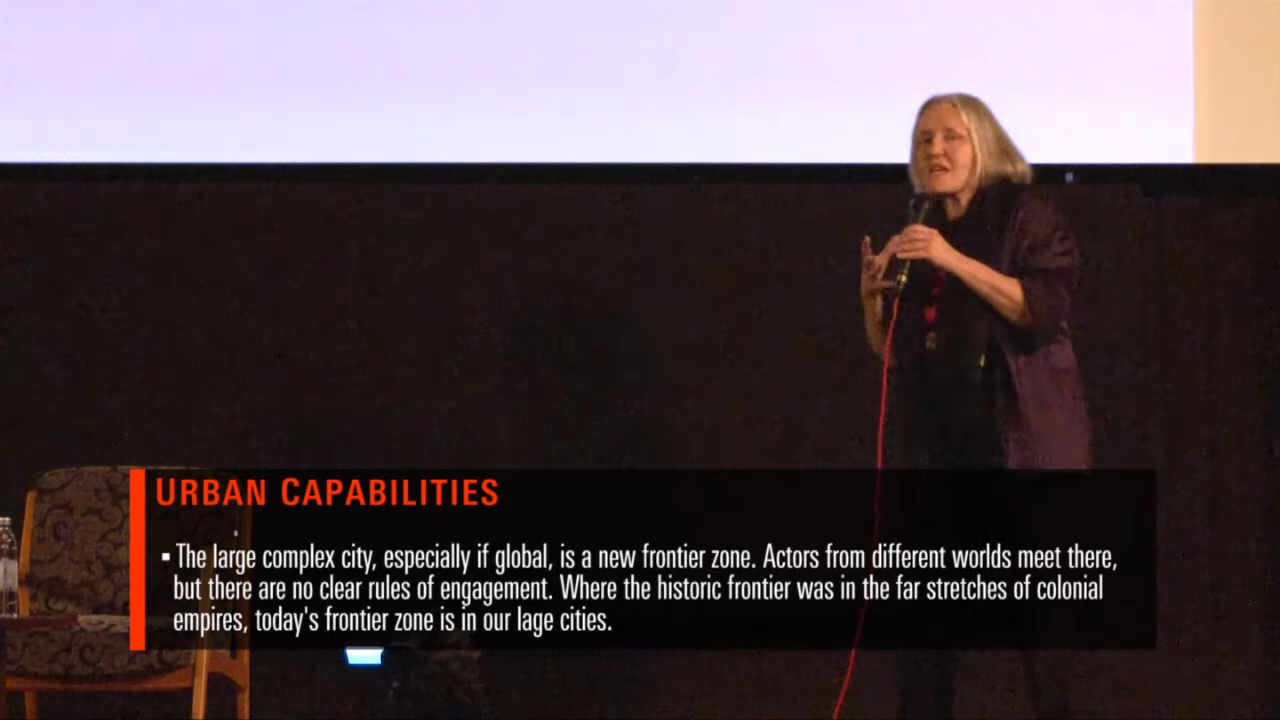 URBAN CAPABILITIES
▪ The large complex city, especially if global, is a new frontier zone. Actors from different worlds meet there,
but there are no clear rules of engagement. Where the historic frontier was in the far stretches of colonial
empires, today's frontier zone is in our lage cities.